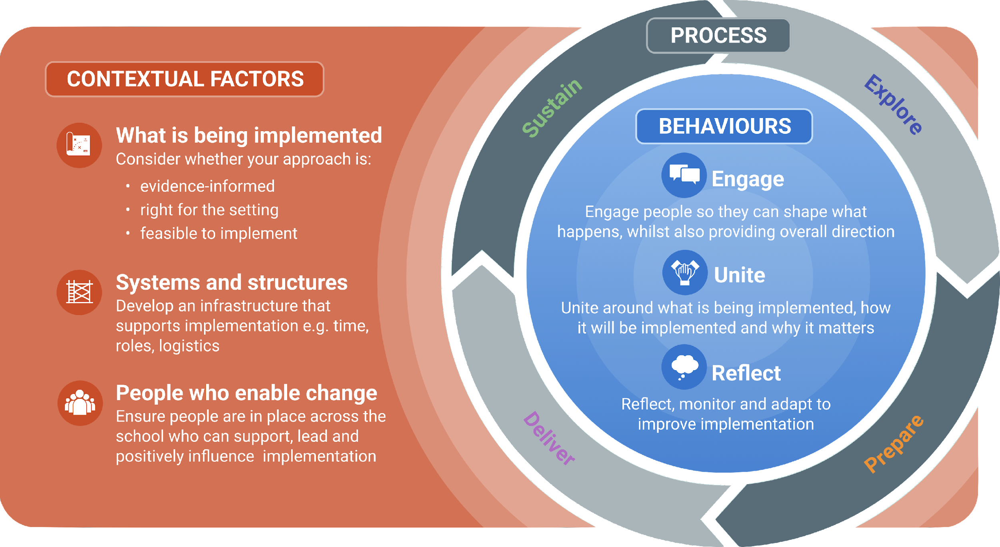 CONTEXTUAL FACTORS
What is being implemented
Consider whether your approach is:
• evidence-informed
• right for the setting
• feasible to implement
Systems and structures
Develop an infrastructure that
supports implementation e.g. time,
roles, logistics
People who enable change
Ensure people are in place across the
school who can support, lead and
positively influence implementation
PROCESS
Explore
Prepare
Deliver
Sustain
BEHAVIOURS
Engage
Engage people so they can shape what
happens, whilst also providing overall direction
Unite
Unite around what is being implemented, how
it will be implemented and why it matters
Reflect
Reflect, monitor and adapt to
improve implementation